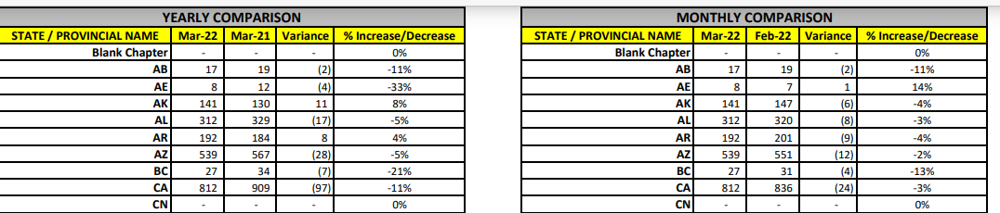 YEARLY COMPARISON
STATE / PROVINCIAL NAME Mar-22 Mar-21 Variance % Increase/Decrease
Blank Chapter - - - 0%
AB 17 19 (2) -11%
AE 8 12 (4) -33%
AK 141 130 11 8%
AL 312 329 (17) -5%
AR 192 184 8 4%
AZ 539 567 (28) -5%
BC 27 34 (7) -21%
CA 812 909 (97) -11%
CN - - - 0%
MONTHLY COMPARISON
STATE / PROVINCIAL NAME Mar-22 Feb-22 Variance % Increase/Decrease
Blank Chapter - - - 0%
AB 17 19 (2) -11%
AE 8 7 1 14%
AK 141 147 (6) -4%
AL 312 320 (8) -3%
AR 192 201 (9) -4%
AZ 539 551 (12) -2%
BC 27 31 (4) -13%
CA 812 836 (24) -3%
CN - - - 0%